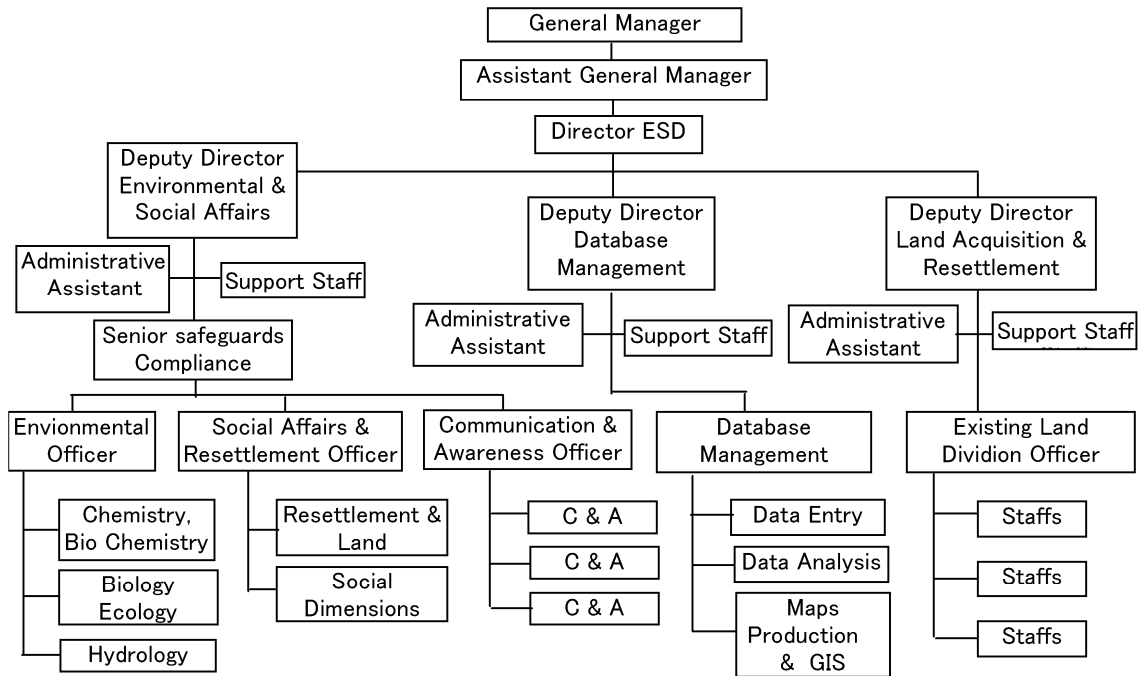 General Manager
Assistant General Manager
Director ESD
Deputy Director
Environmental &
Social Affairs
Deputy Director
Database
Management
Deputy Director
Land Acquisition &
Resettlement
Administrative
Assistant
Support Staff
Administrative
Assistant
Support Staff
Administrative
Assistant
Support Staff
Senior safeguards
Compliance
Envionmental
Officer
Social Affairs &
Resettlement Officer
Communication &
Awareness Officer
Database
Management
Existing Land
Dividion Officer
Chemistry,
Bio Chemistry
Biology
Ecology
Hydrology
Resettlement &
Land
Social
Dimensions
C & A
C & A
C & A
Data Entry
Data Analysis
Maps
Production
& GIS
Staffs
Staffs
Staffs